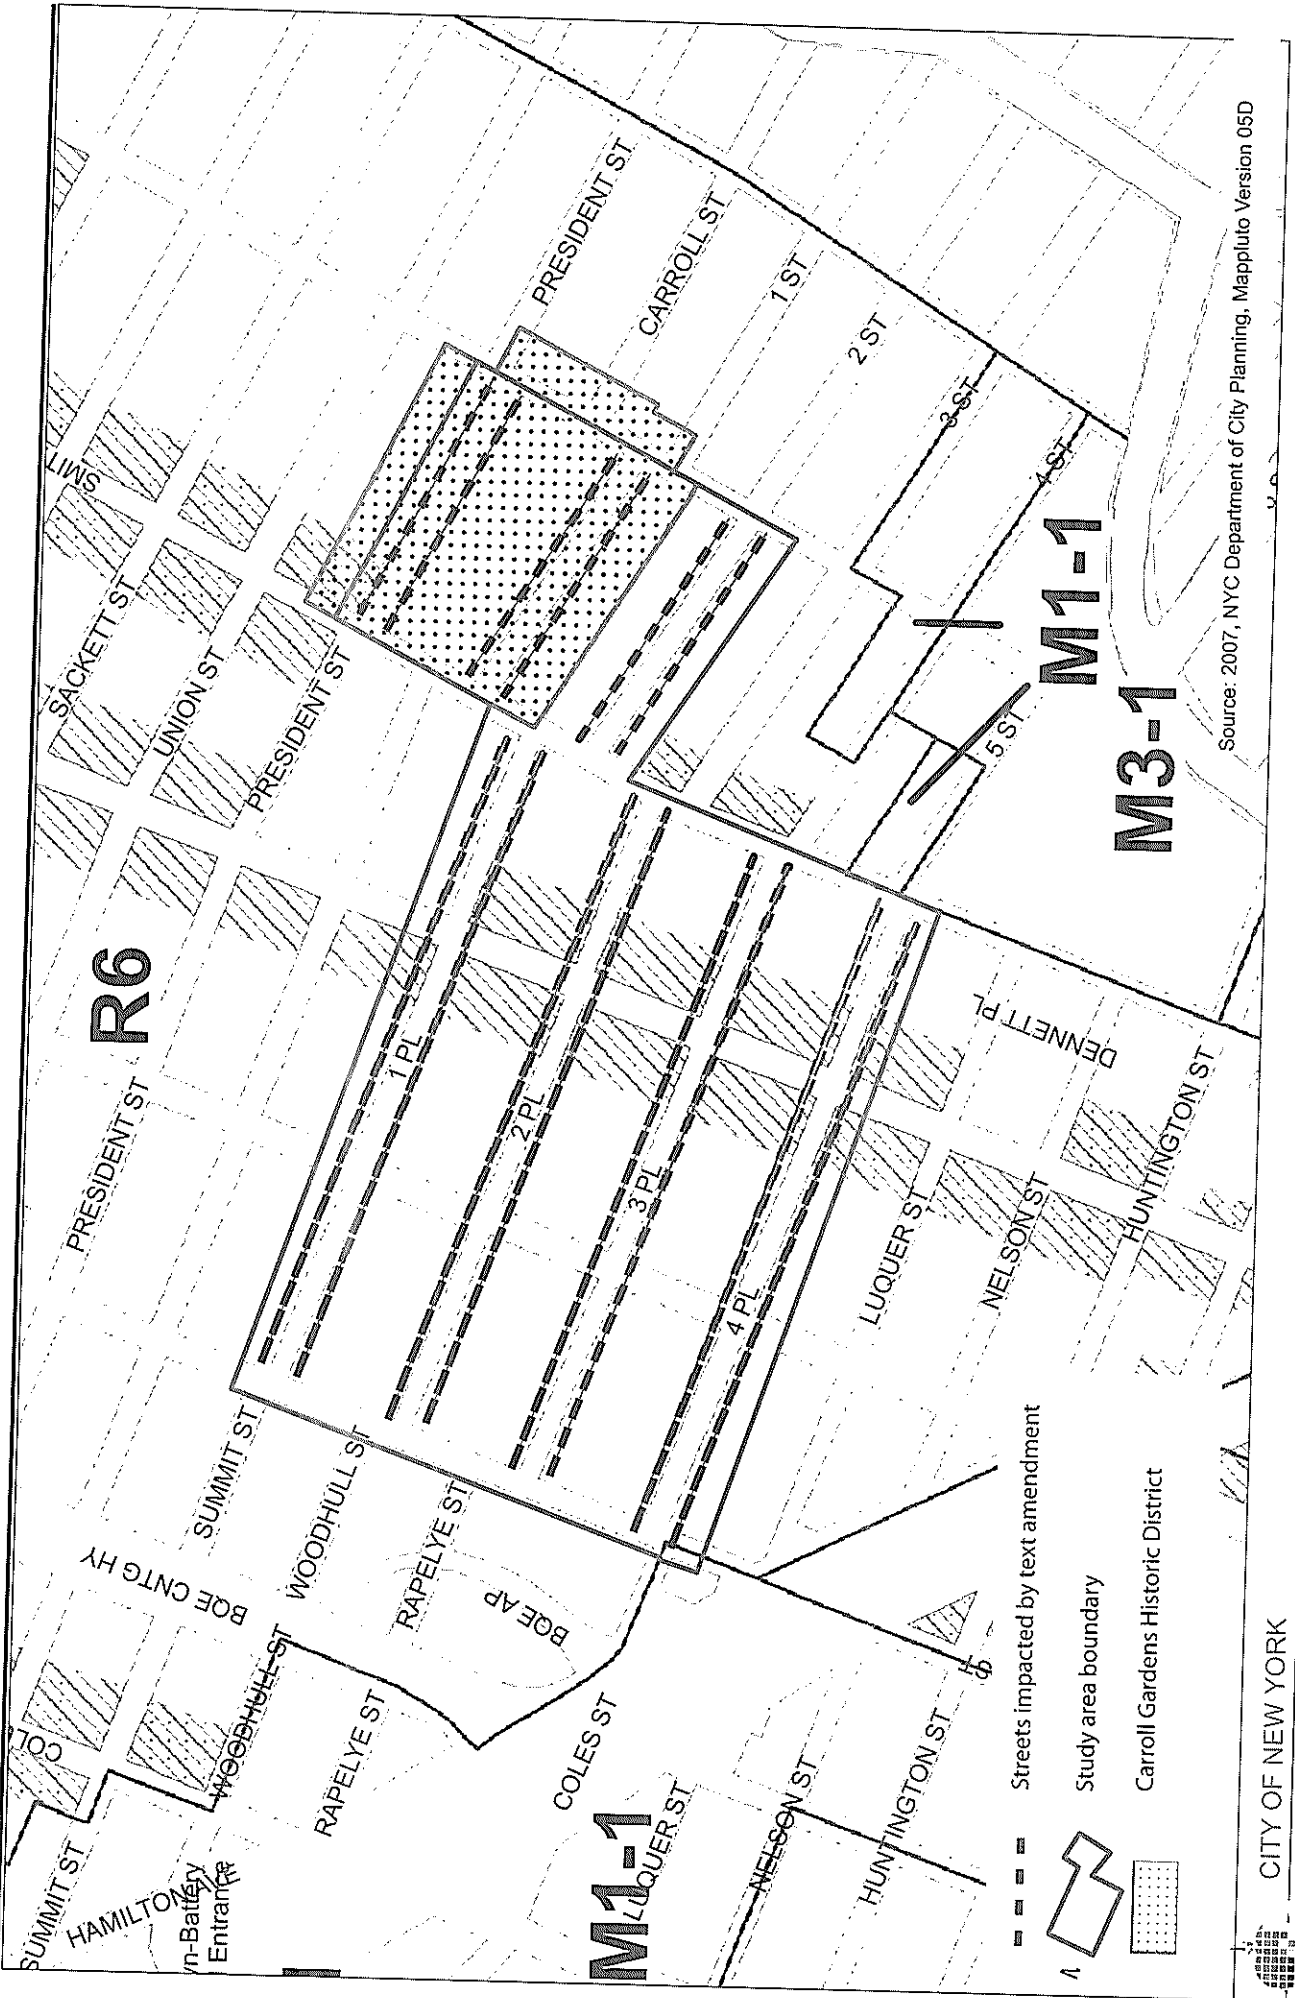 SACKETT ST
UNION ST
PRESIDENT ST
SMIT
R6
PRESIDENT ST
PRESIDENT ST
CARROLL ST
1 ST
2 ST
3 ST
4 ST
5 ST
M1-1
M3-1
1 PL
2 PL
3 PL
4 PL
SUMMIT ST
WOODHULL ST
RAPELYE ST
BQE CNTG HY
BQE AP
COL
SUMMIT ST
HAMILTON AVE
yn-Battery
Entrance
WOODHULL ST
RAPELYE ST
COLES ST
M1-1
LUQUER ST
NELSON ST
HUNTINGTON ST
LUQUER ST
NELSON ST
HUNTINGTON ST
DENNETT PL
Streets impacted by text amendment
Study area boundary
Carroll Gardens Historic District
Source: 2007, NYC Department of City Planning, Mappluto Version 05D
CITY OF NEW YORK